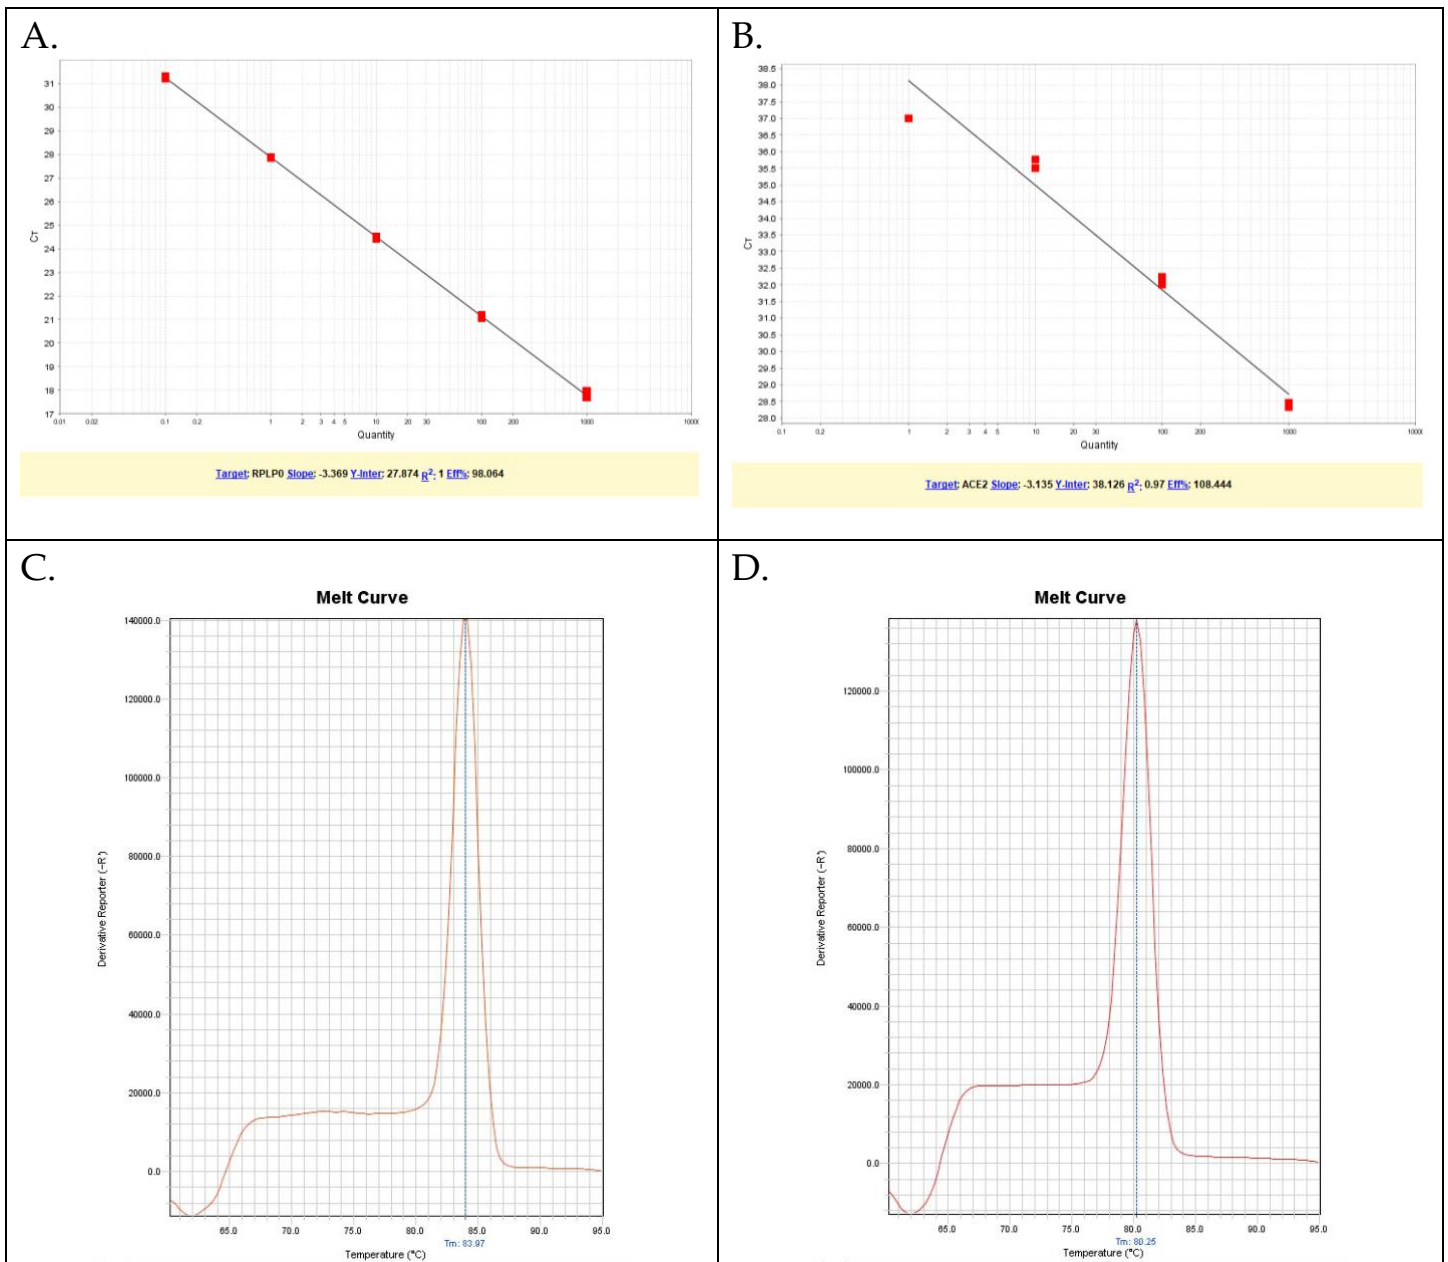 A.
31
30
29
28
27
26
25
24
23
22
21
20
19
18
17
CT
0.01 0.02 0.1 0.2 1 2 3 4 5 10 20 30 100 200 1000
Quantity
Target: RPLP0 Slope: -3.369 Y-Inter: 27.874 R²: 1 Eff%: 98.064
B.
38.5
38.0
37.5
37.0
36.5
36.0
35.5
35.0
34.5
34.0
33.5
33.0
32.5
32.0
31.5
31.0
30.5
30.0
29.5
29.0
28.5
28.0
CT
0.1 0.2 1 2 3 4 5 10 20 30 100 200 1000
Quantity
Target: ACE2 Slope: -3.135 Y-Inter: 38.126 R²: 0.97 Eff%: 108.444
C.
Melt Curve
140000.0
120000.0
100000.0
80000.0
60000.0
40000.0
20000.0
0.0
Derivative Reporter (-R')
65.0 70.0 75.0 80.0 85.0 90.0 95.0
Tm: 83.97
Temperature (°C)
D.
Melt Curve
120000.0
100000.0
80000.0
60000.0
40000.0
20000.0
0.0
Derivative Reporter (-R')
65.0 70.0 75.0 80.0 85.0 90.0 95.0
Tm: 80.25
Temperature (°C)